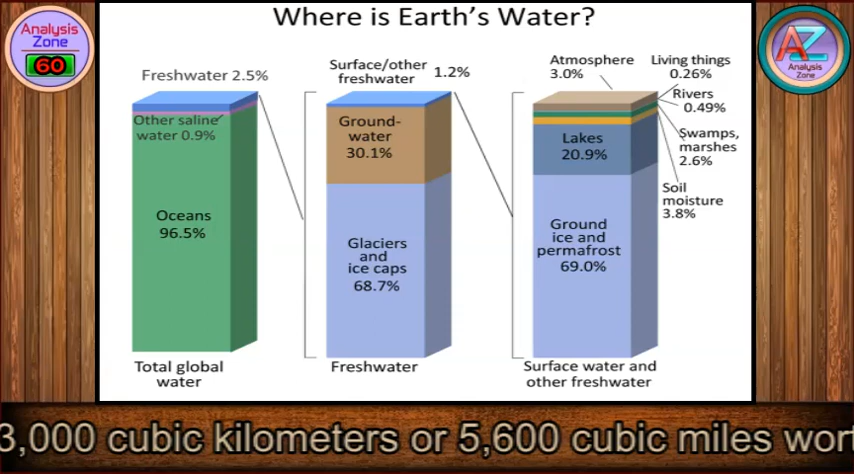 Where is Earth's Water?
Analysis
Zone
60
AZ
Analysis
Zone
Freshwater 2.5%
Other saline
water 0.9%
Oceans
96.5%
Total global
water
Surface/other
freshwater 1.2%
Ground-
water
30.1%
Glaciers
and
ice caps
68.7%
Freshwater
Atmosphere
3.0%
Living things
0.26%
Rivers
0.49%
Swamps,
marshes
2.6%
Soil
moisture
3.8%
Lakes
20.9%
Ground
ice and
permafrost
69.0%
Surface water and
other freshwater
3,000 cubic kilometers or 5,600 cubic miles wor